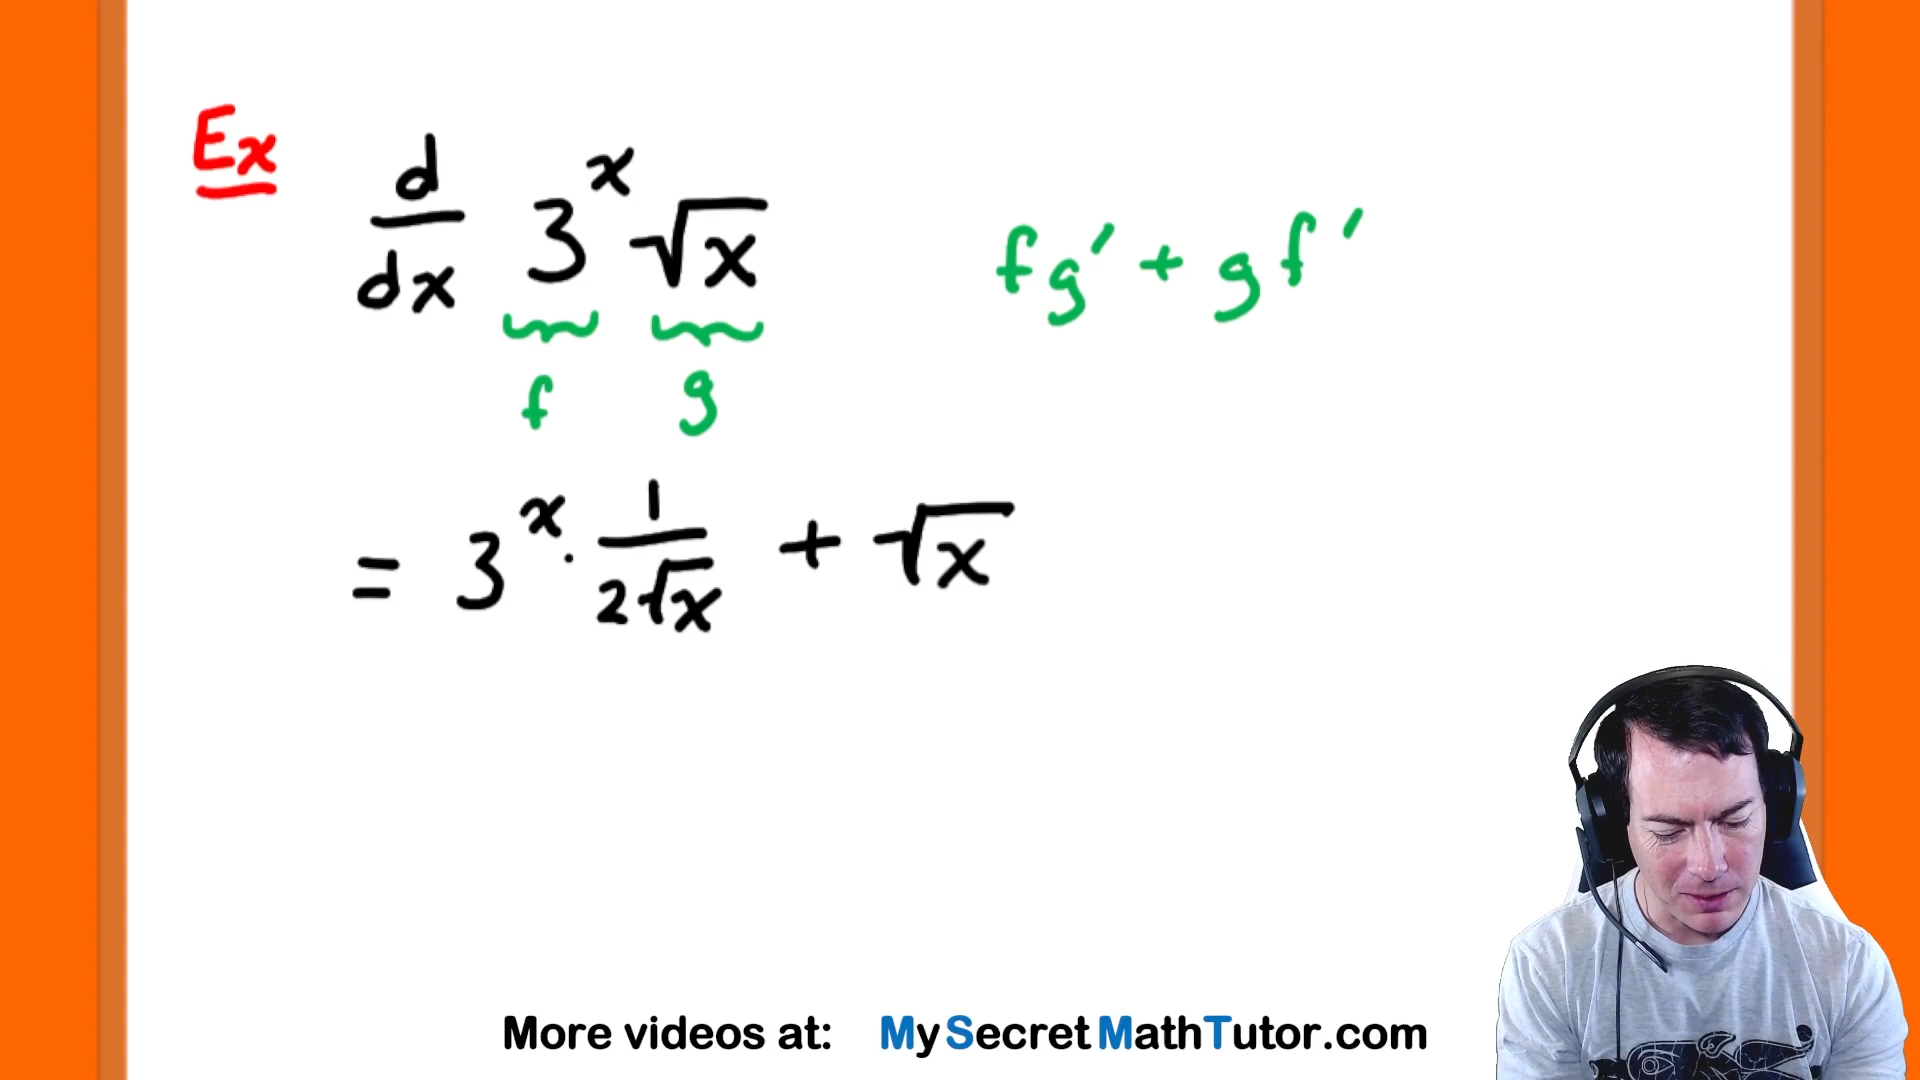 Ex d/dx 3^x √x fg′ + gf′
f g
= 3^x · 1/(2√x) + √x
More videos at: MySecretMathTutor.com